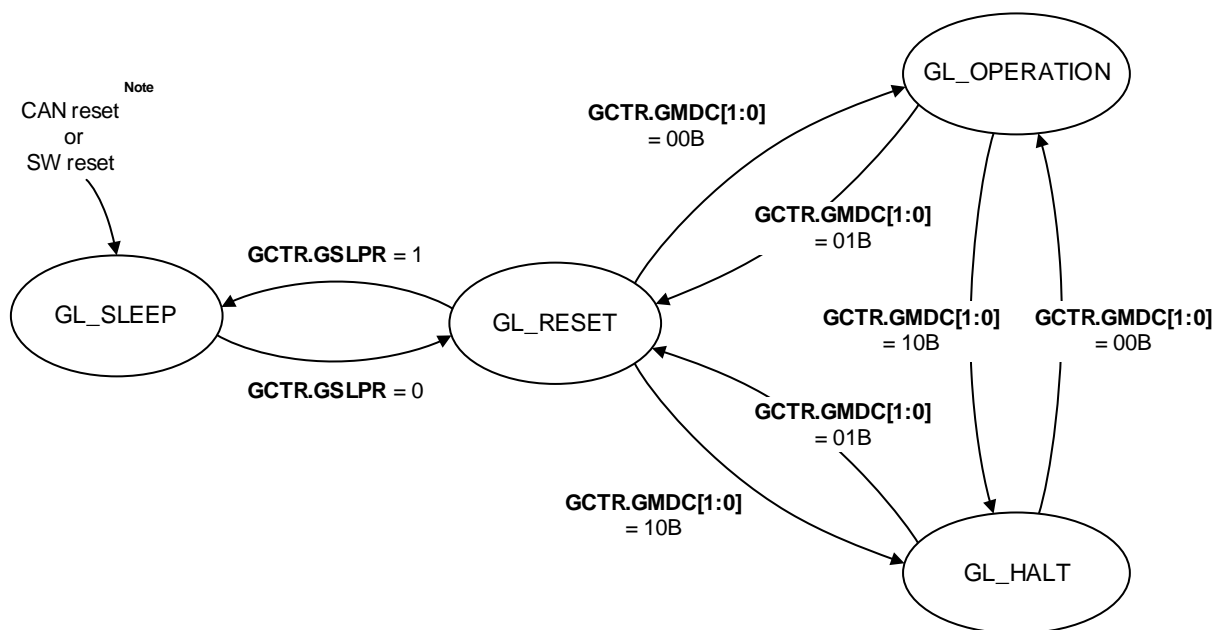 Note
CAN reset
or
SW reset
GL_SLEEP
GCTR.GSLPR = 1
GCTR.GSLPR = 0
GL_RESET
GCTR.GMDC[1:0]
= 00B
GL_OPERATION
GCTR.GMDC[1:0]
= 01B
GCTR.GMDC[1:0]
= 10B
GCTR.GMDC[1:0]
= 00B
GCTR.GMDC[1:0]
= 01B
GCTR.GMDC[1:0]
= 10B
GL_HALT